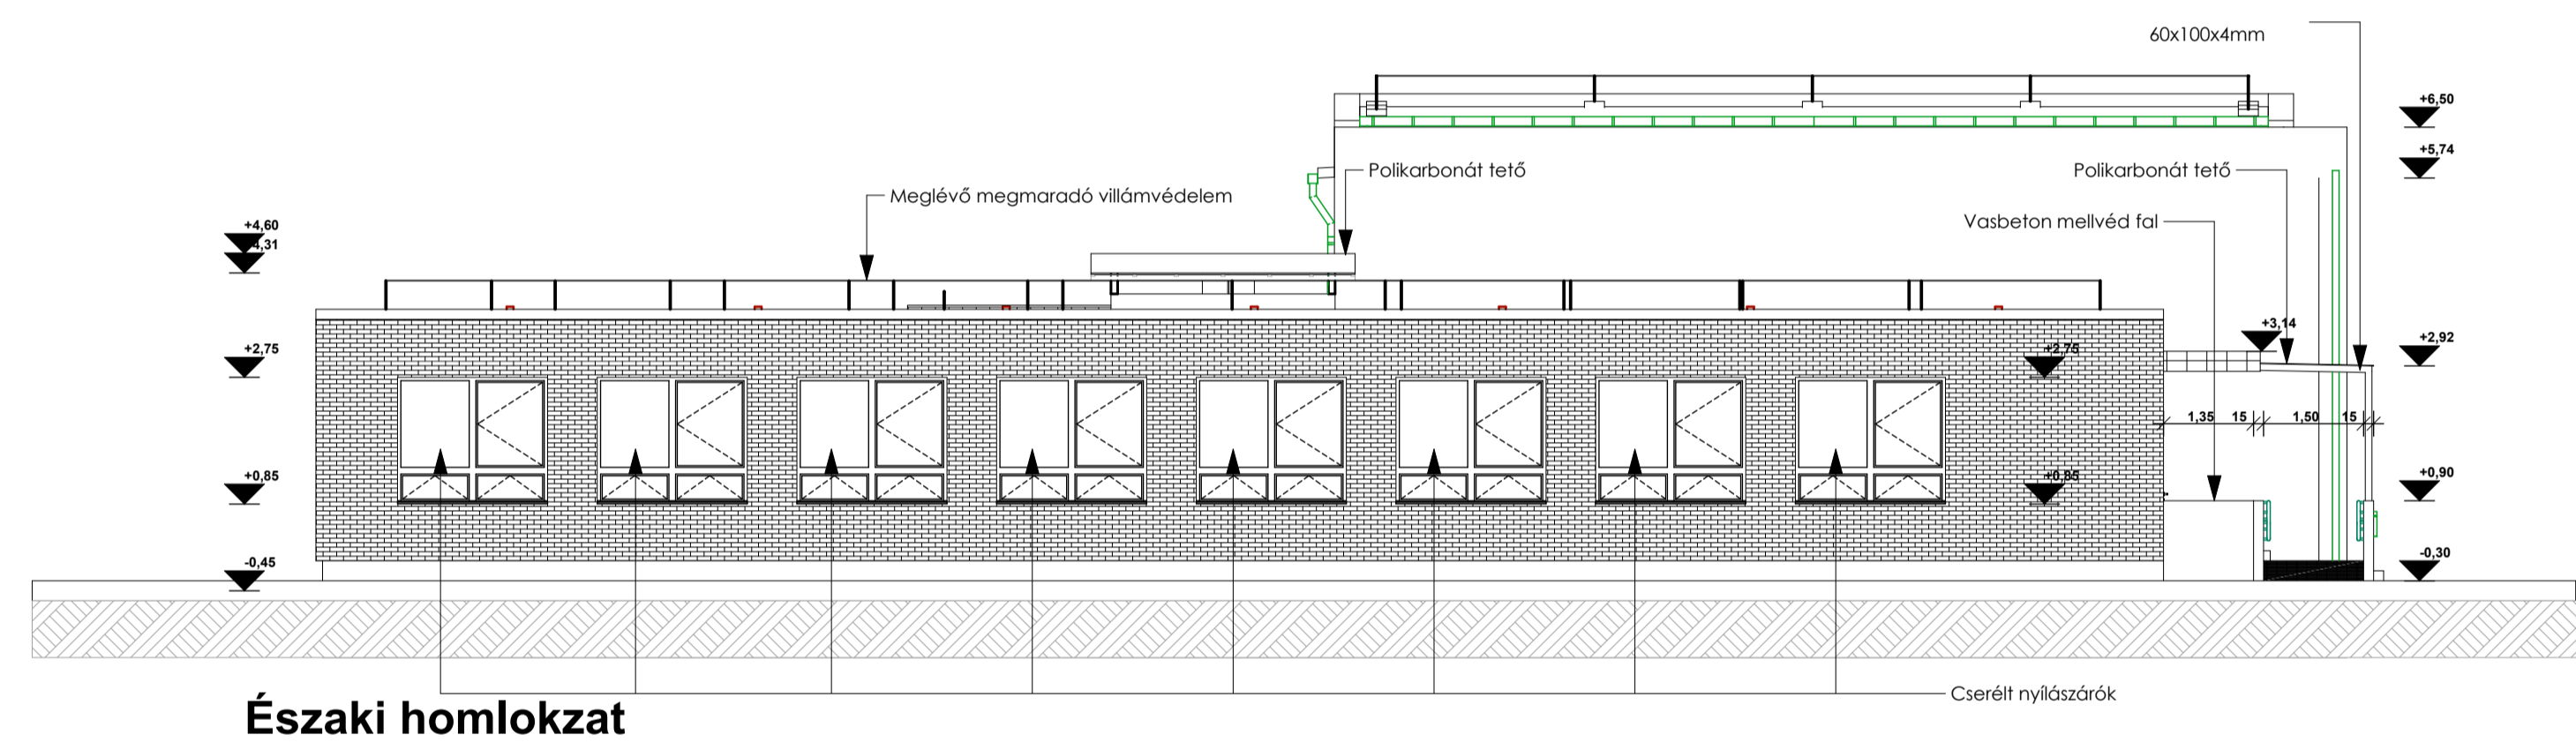 60x100x4mm
+6,50
+5,74
Polikarbonát tető
Polikarbonát tető
Meglévő megmaradó villámvédelem
Vasbeton mellvéd fal
+4,60
+4,31
+3,14
+2,92
+2,75
+2,75
1,35 15 1,50 15
+0,85
+0,85
+0,90
-0,45
-0,30
Cserélt nyílászárók
Északi homlokzat